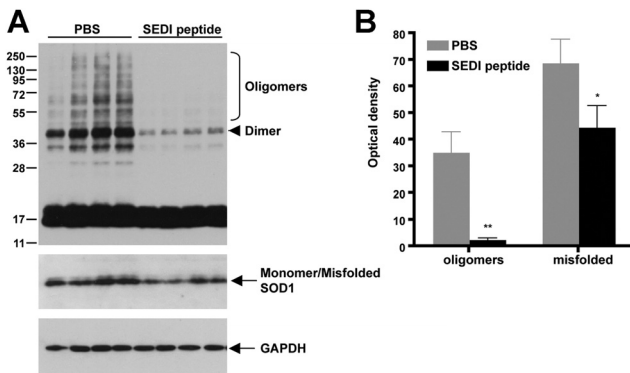 A
PBS
SEDI peptide
250
130
95
72
55
36
28
17
11
Oligomers
Dimer
Monomer/Misfolded
SOD1
GAPDH
B
80
70
60
50
40
30
20
10
0
Optical density
PBS
SEDI peptide
**
*
oligomers
misfolded